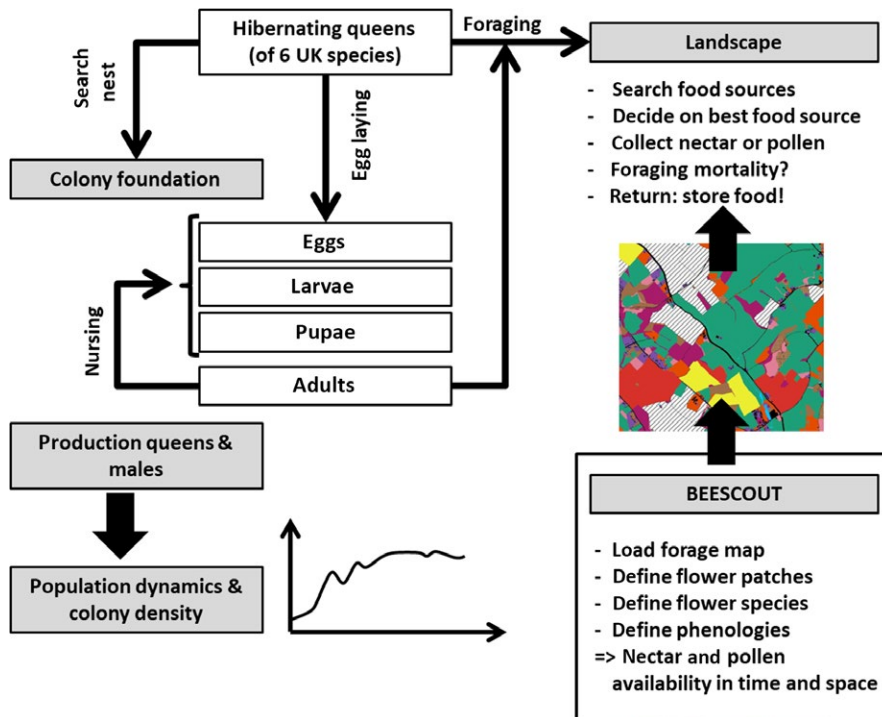 Hibernating queens
(of 6 UK species)
Foraging
Landscape
Search
nest
Egg laying
- Search food sources
- Decide on best food source
- Collect nectar or pollen
- Foraging mortality?
- Return: store food!
Colony foundation
Eggs
Larvae
Pupae
Adults
Nursing
Production queens &
males
Population dynamics &
colony density
BEESCOUT
- Load forage map
- Define flower patches
- Define flower species
- Define phenologies
=> Nectar and pollen
availability in time and space